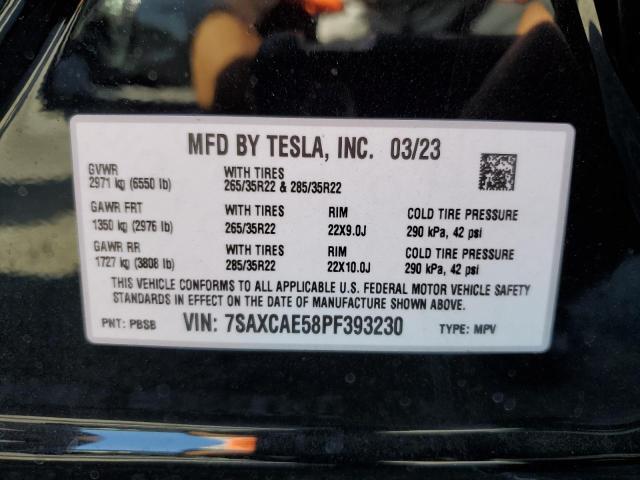 MFD BY TESLA, INC. 03/23
GVWR WITH TIRES
2971 kg (6550 lb) 265/35R22 & 285/35R22
GAWR FRT WITH TIRES RIM COLD TIRE PRESSURE
1350 kg (2976 lb) 265/35R22 22X9.0J 290 kPa, 42 psi
GAWR RR WITH TIRES RIM COLD TIRE PRESSURE
1727 kg (3808 lb) 285/35R22 22X10.0J 290 kPa, 42 psi
THIS VEHICLE CONFORMS TO ALL APPLICABLE U.S. FEDERAL MOTOR VEHICLE SAFETY
STANDARDS IN EFFECT ON THE DATE OF MANUFACTURE SHOWN ABOVE.
PNT: PBSB VIN: 7SAXCAE58PF393230 TYPE: MPV